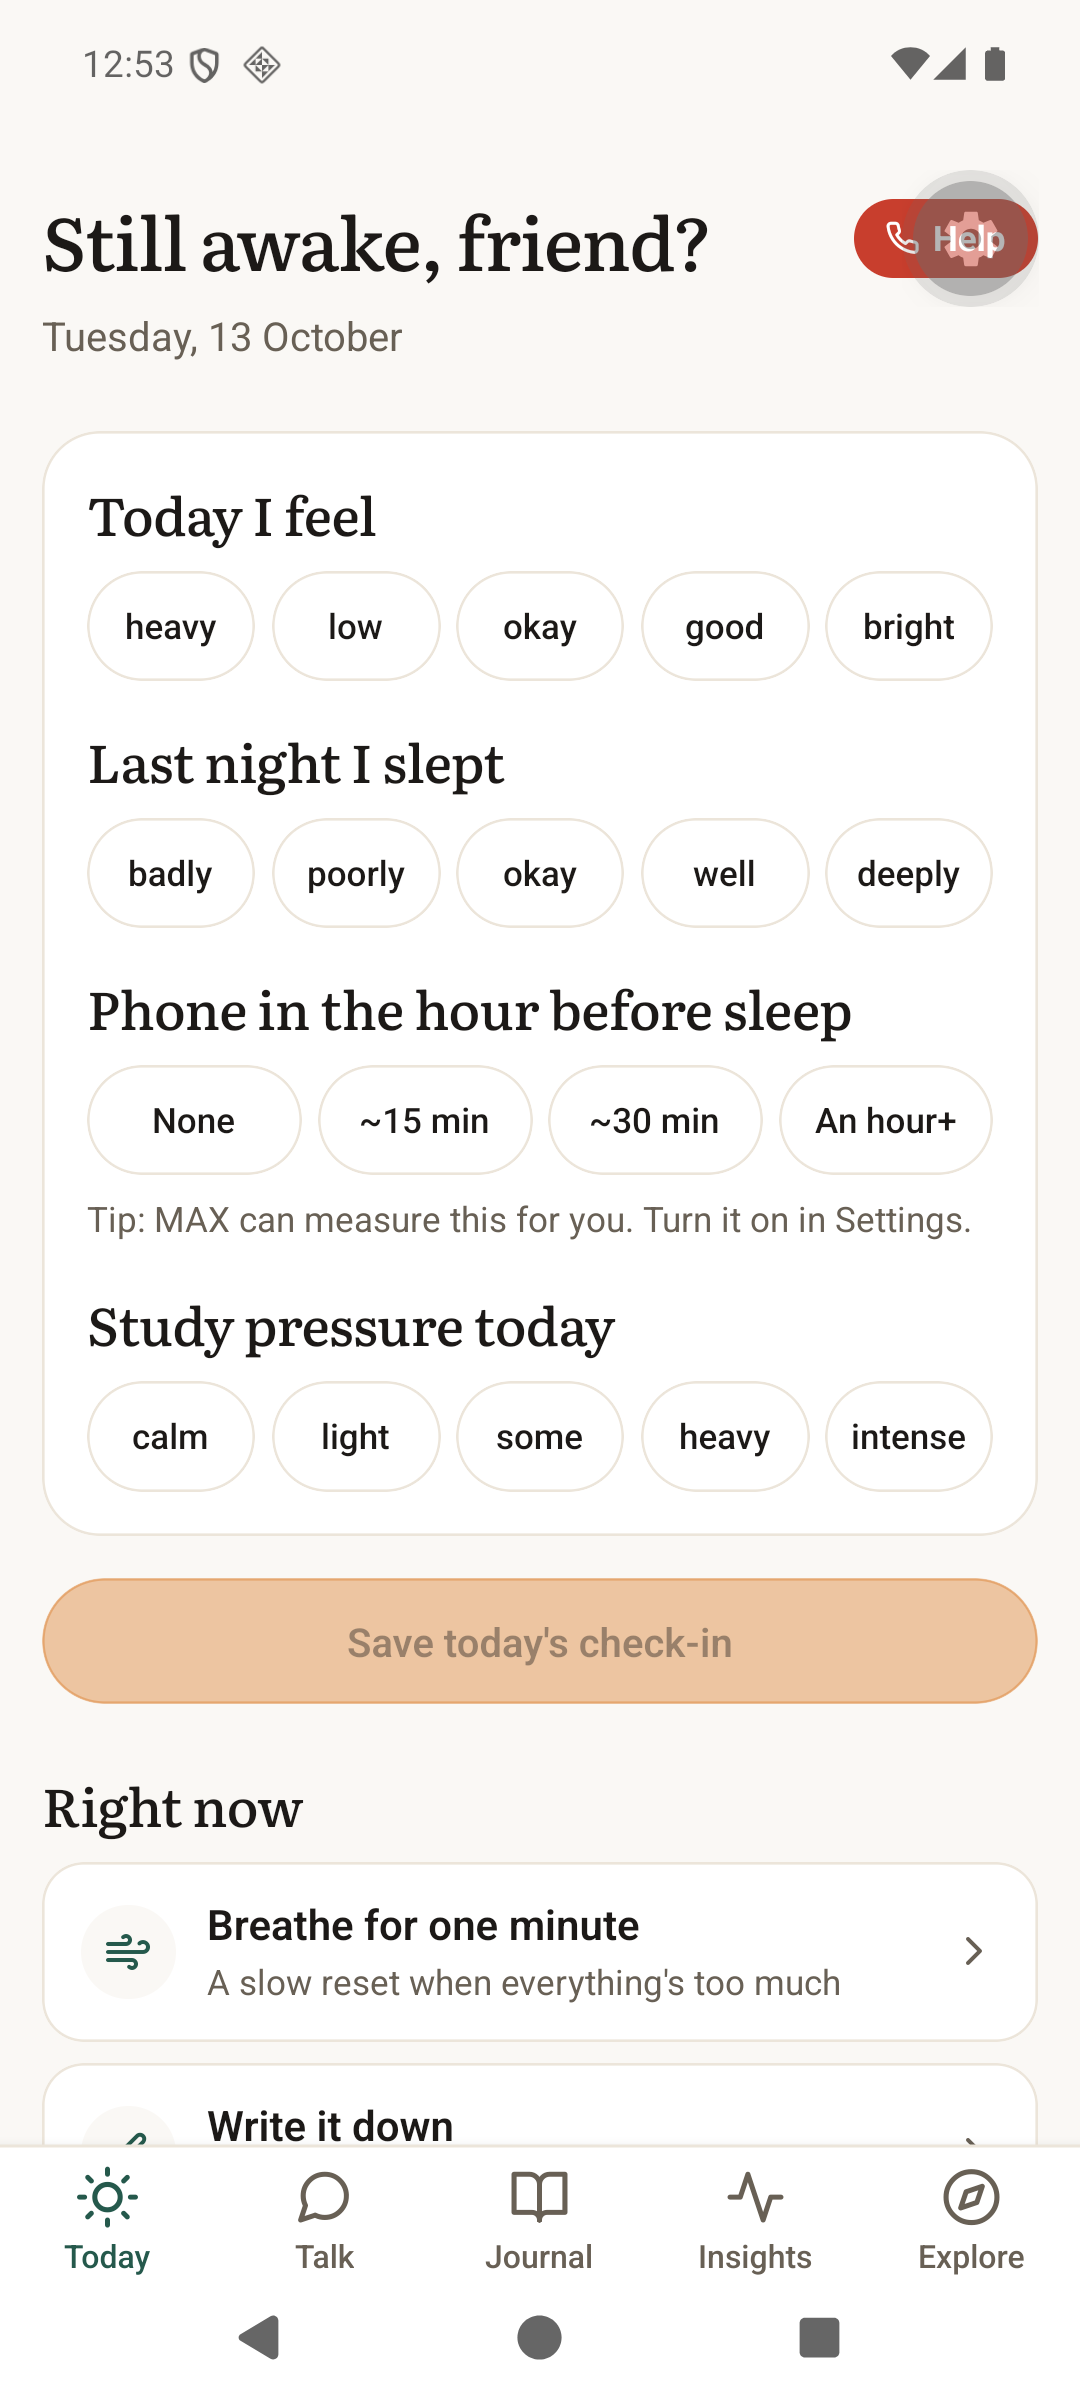 12:53
Still awake, friend?
Help
Tuesday, 13 October
Today I feel
heavy low okay good bright
Last night I slept
badly poorly okay well deeply
Phone in the hour before sleep
None ~15 min ~30 min An hour+
Tip: MAX can measure this for you. Turn it on in Settings.
Study pressure today
calm light some heavy intense
Save today's check-in
Right now
Breathe for one minute
A slow reset when everything's too much
Write it down
Today Talk Journal Insights Explore